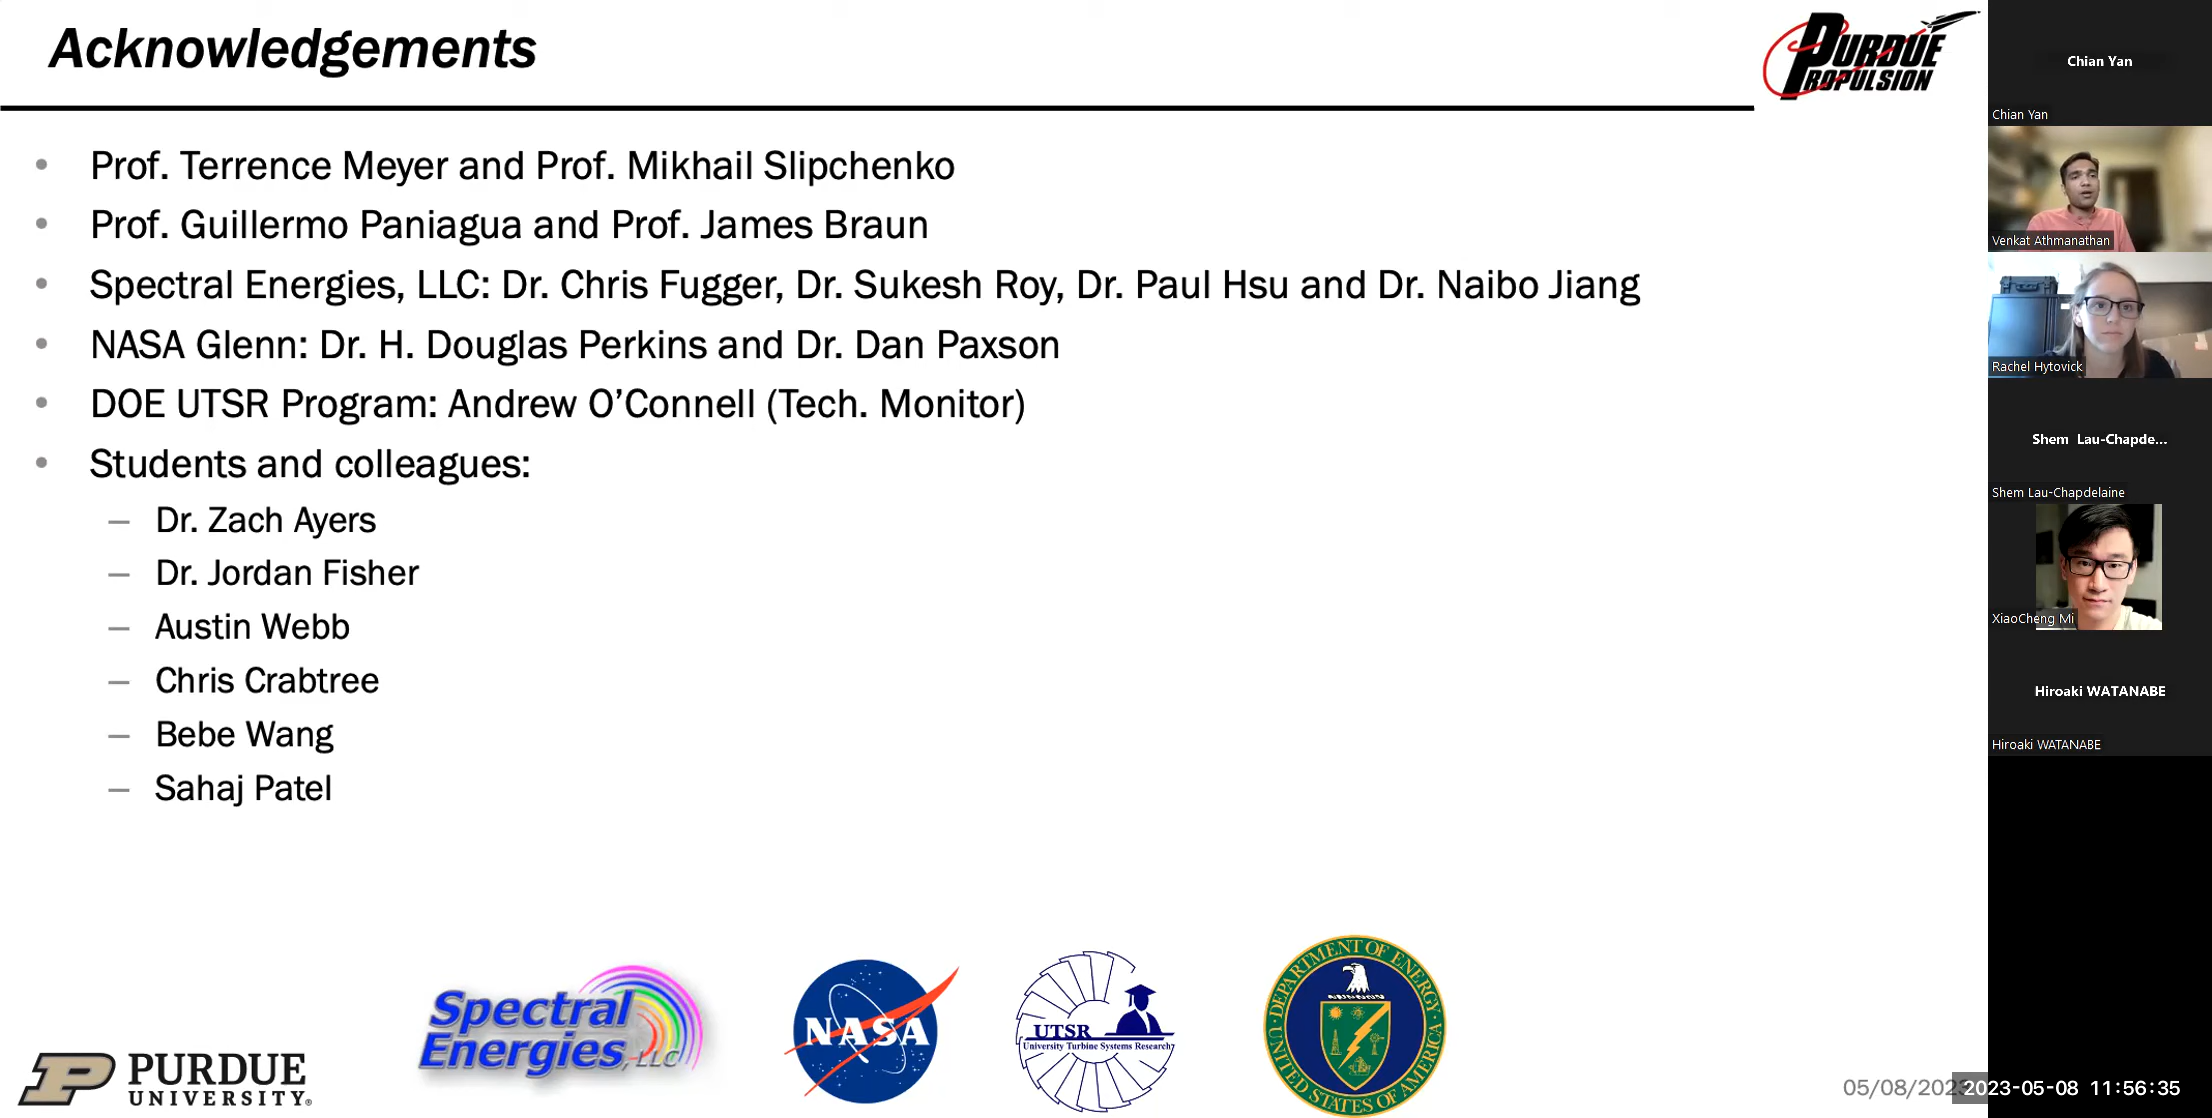 Acknowledgements
PURDUE
PROPULSION
• Prof. Terrence Meyer and Prof. Mikhail Slipchenko
• Prof. Guillermo Paniagua and Prof. James Braun
• Spectral Energies, LLC: Dr. Chris Fugger, Dr. Sukesh Roy, Dr. Paul Hsu and Dr. Naibo Jiang
• NASA Glenn: Dr. H. Douglas Perkins and Dr. Dan Paxson
• DOE UTSR Program: Andrew O’Connell (Tech. Monitor)
• Students and colleagues:
– Dr. Zach Ayers
– Dr. Jordan Fisher
– Austin Webb
– Chris Crabtree
– Bebe Wang
– Sahaj Patel
P PURDUE
UNIVERSITY®
Spectral
Energies, LLC
NASA
UTSR
University Turbine Systems Research
DEPARTMENT OF ENERGY
UNITED STATES OF AMERICA
05/08/202
2023-05-08 11:56:35
Chian Yan
Chian Yan
Venkat Athmanathan
Rachel Hytovick
Shem Lau-Chapde...
Shem Lau-Chapdelaine
XiaoCheng Mi
Hiroaki WATANABE
Hiroaki WATANABE